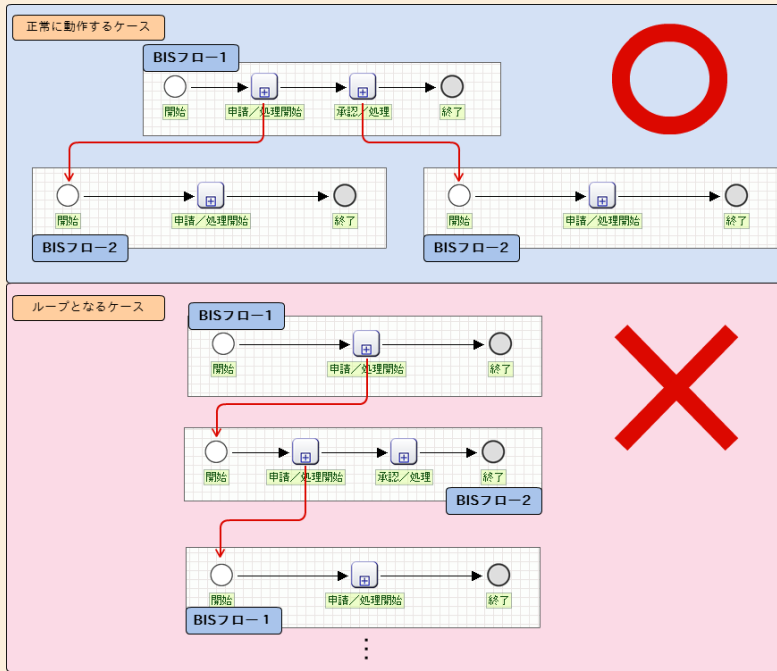 正常に動作するケース
BISフロー1
開始
申請／処理開始
承認／処理
終了
開始
申請／処理開始
終了
BISフロー2
開始
申請／処理開始
終了
BISフロー2
ループとなるケース
BISフロー1
開始
申請／処理開始
終了
開始
申請／処理開始
承認／処理
終了
BISフロー2
開始
申請／処理開始
終了
BISフロー1
⋮